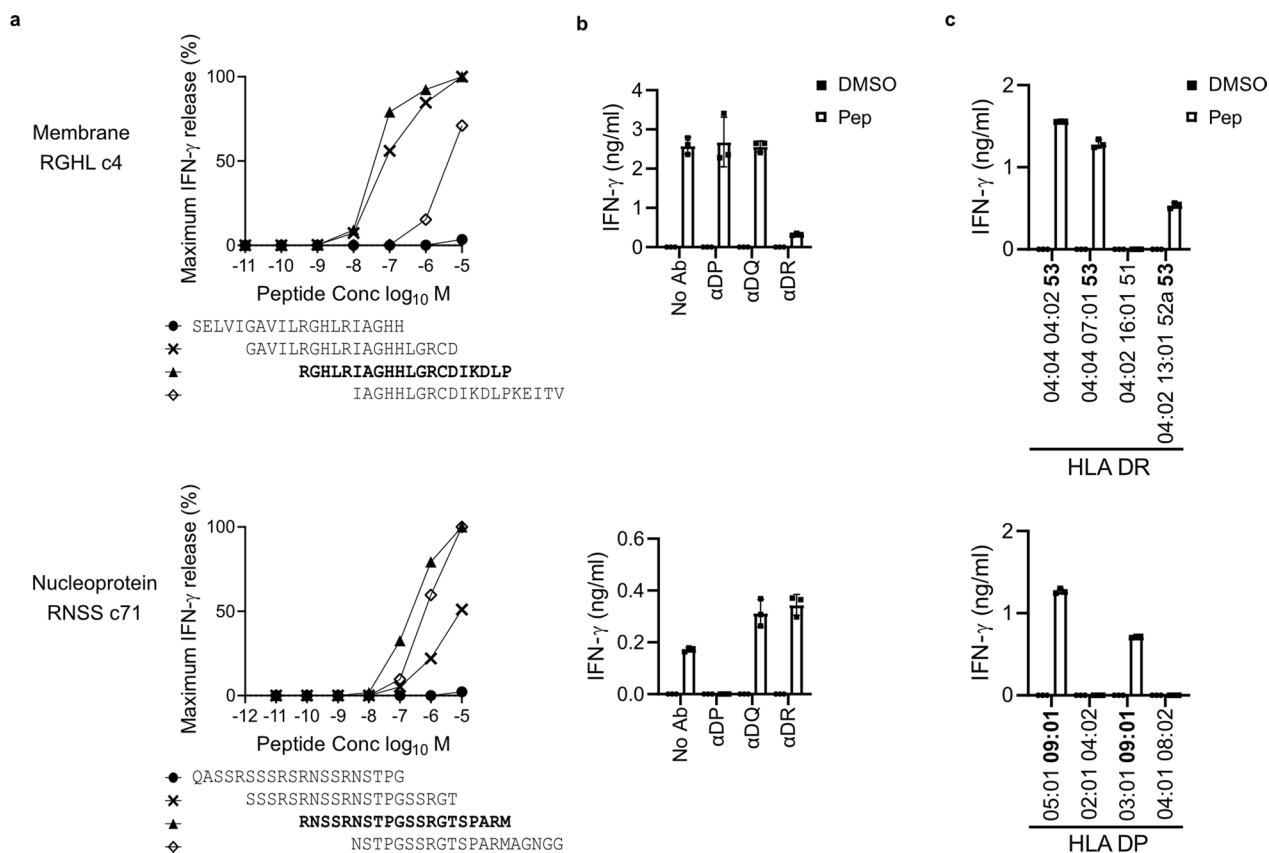 a
Membrane
RGHL c4
Maximum IFN-γ release (%)
100
50
0
-11 -10 -9 -8 -7 -6 -5
Peptide Conc log10 M
SELVIGAVILRGHLRIAGHH
GAVILRGHLRIAGHHLGRCD
RGHLRIAGHHLGRCDIKDLP
IAGHHLGRCDIKDLPKEITV
b
DMSO
Pep
IFN-γ (ng/ml)
4
3
2
1
0
No Ab
αDP
αDQ
αDR
c
DMSO
Pep
IFN-γ (ng/ml)
2
1
0
04:04 04:02 53
04:04 07:01 53
04:02 16:01 51
04:02 13:01 52a 53
HLA DR
Nucleoprotein
RNSS c71
Maximum IFN-γ release (%)
100
50
0
-12 -11 -10 -9 -8 -7 -6 -5
Peptide Conc log10 M
QASSRSSSRSRNSSRNSTPG
SSSRSRNSSRNSTPGSSRGT
RNSSRNSTPGSSRGTSPARM
NSTPGSSRGTSPARMAGNGG
IFN-γ (ng/ml)
0.6
0.4
0.2
0.0
No Ab
αDP
αDQ
αDR
IFN-γ (ng/ml)
2
1
0
05:01 09:01
02:01 04:02
03:01 09:01
04:01 08:02
HLA DP